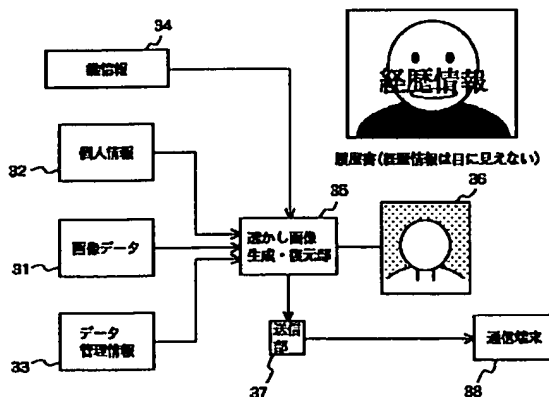 34
鍵情報
経歴情報
履歴書(経歴情報は目に見えない)
個人情報
32
35
36
画像データ
31
透かし画像
生成・復元部
データ
管理情報
33
送信
部
37
通信端末
38